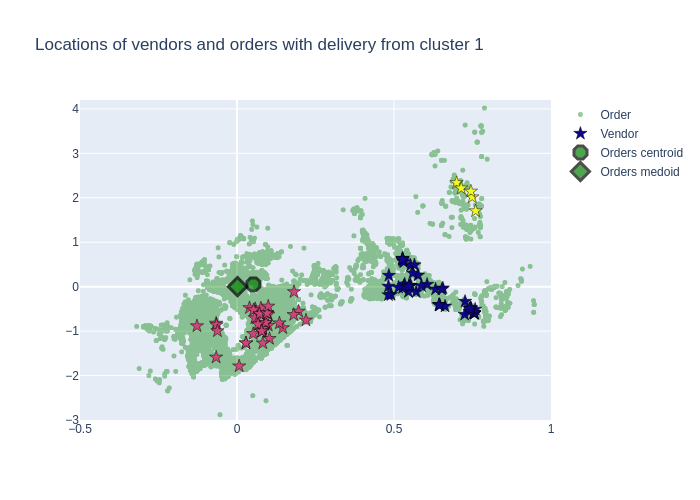 Locations of vendors and orders with delivery from cluster 1
Order
Vendor
Orders centroid
Orders medoid
4
3
2
1
0
−1
−2
−3
−0.5
0
0.5
1